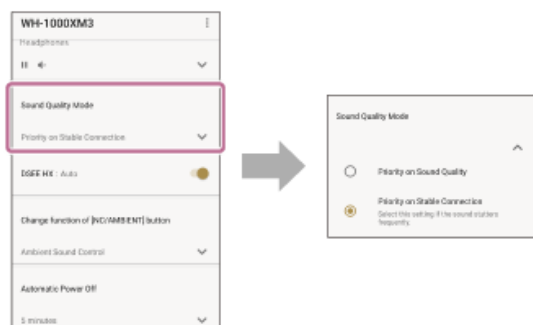 WH-1000XM3
Headphones
Sound Quality Mode
Priority on Stable Connection
DSEE HX : Auto
Change function of [NC/AMBIENT] button
Ambient Sound Control
Automatic Power Off
5 minutes
Sound Quality Mode
Priority on Sound Quality
Priority on Stable Connection
Select this setting if the sound stutters
frequently.